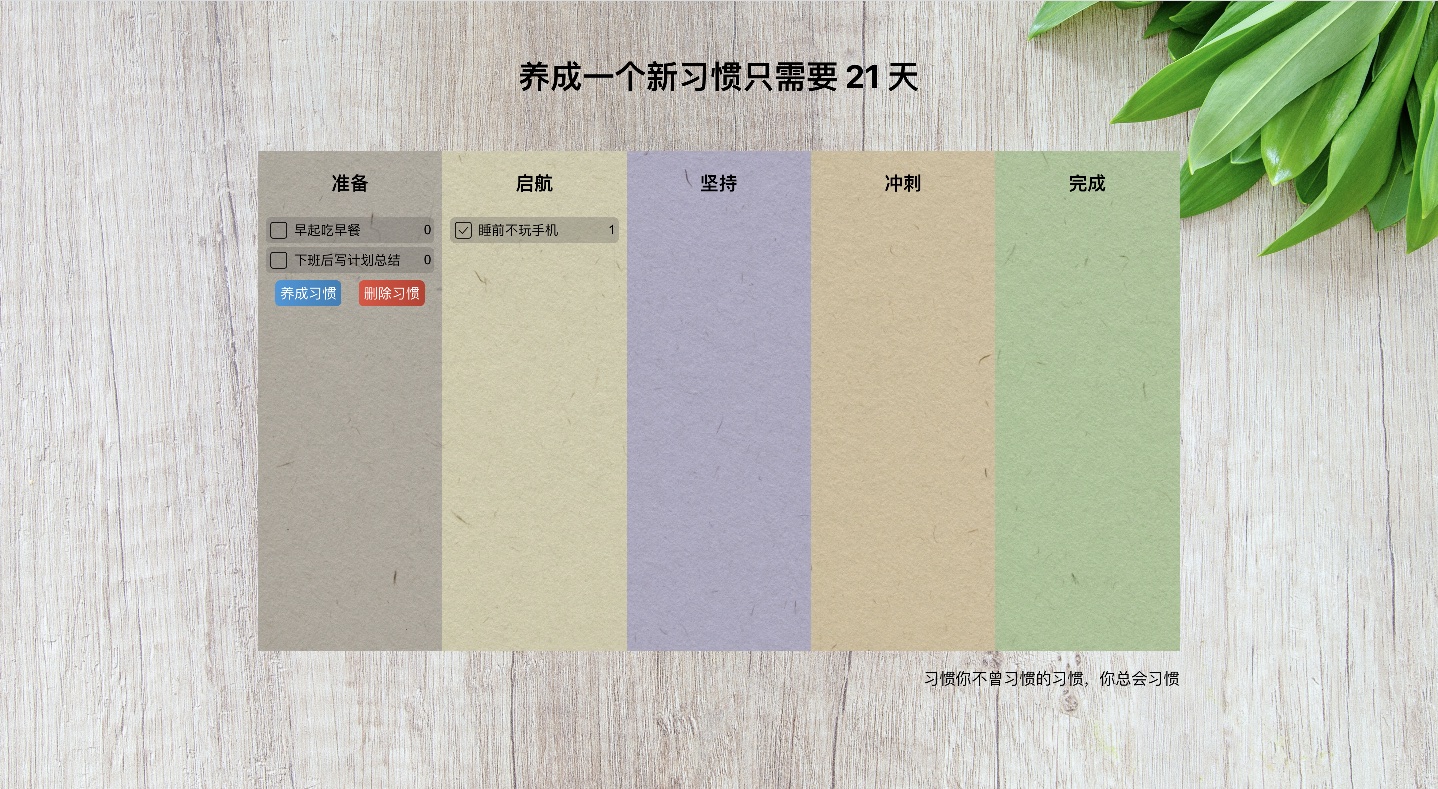 养成一个新习惯只需要 21 天
准备
早起吃早餐 0
下班后写计划总结 0
养成习惯 删除习惯
启航
睡前不玩手机 1
坚持
冲刺
完成
习惯你不曾习惯的习惯，你总会习惯